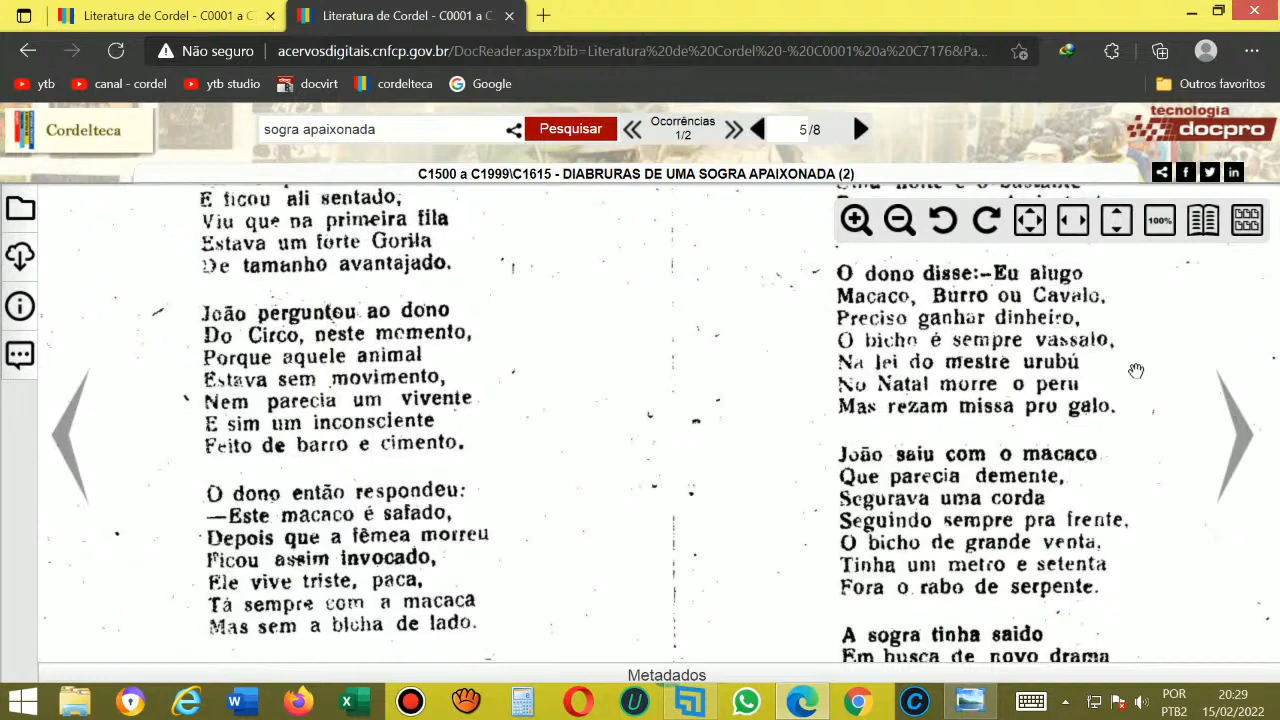 Literatura de Cordel - C0001 a C
Literatura de Cordel - C0001 a C
Não seguro
acervosdigitais.cnfcp.gov.br/DocReader.aspx?bib=Literatura%20de%20Cordel%20-%20C0001%20a%20C7176&Pa...
ytb
canal - cordel
ytb studio
docvirt
cordelteca
Google
Outros favoritos
Cordelteca
sogra apaixonada
Pesquisar
Ocorrências
1/2
5/8
tecnologia
docpro
C1500 a C1999\C1615 - DIABRURAS DE UMA SOGRA APAIXONADA (2)
100%
E ficou ali sentado,
Viu que na primeira fila
Estava um forte Gorila
De tamanho avantajado.
João perguntou ao dono
Do Circo, neste momento,
Porque aquele animal
Estava sem movimento,
Nem parecia um vivente
E sim um inconsciente
Feito de barro e cimento.
O dono então respondeu:
—Este macaco é safado,
Depois que a fêmea morreu
Ficou assim invocado,
Ele vive triste, paca,
Tá sempre com a macaca
Mas sem a bicha de lado.
O dono disse:-Eu alugo
Macaco, Burro ou Cavalo,
Preciso ganhar dinheiro,
O bicho é sempre vassalo,
Na lei do mestre urubú
No Natal morre o peru
Mas rezam missa pro galo.
João saiu com o macaco
Que parecia demente,
Segurava uma corda
Seguindo sempre pra frente,
O bicho de grande venta,
Tinha um metro e setenta
Fora o rabo de serpente.
A sogra tinha saido
Em busca de novo drama
Metadados
POR
PTB2
20:29
15/02/2022